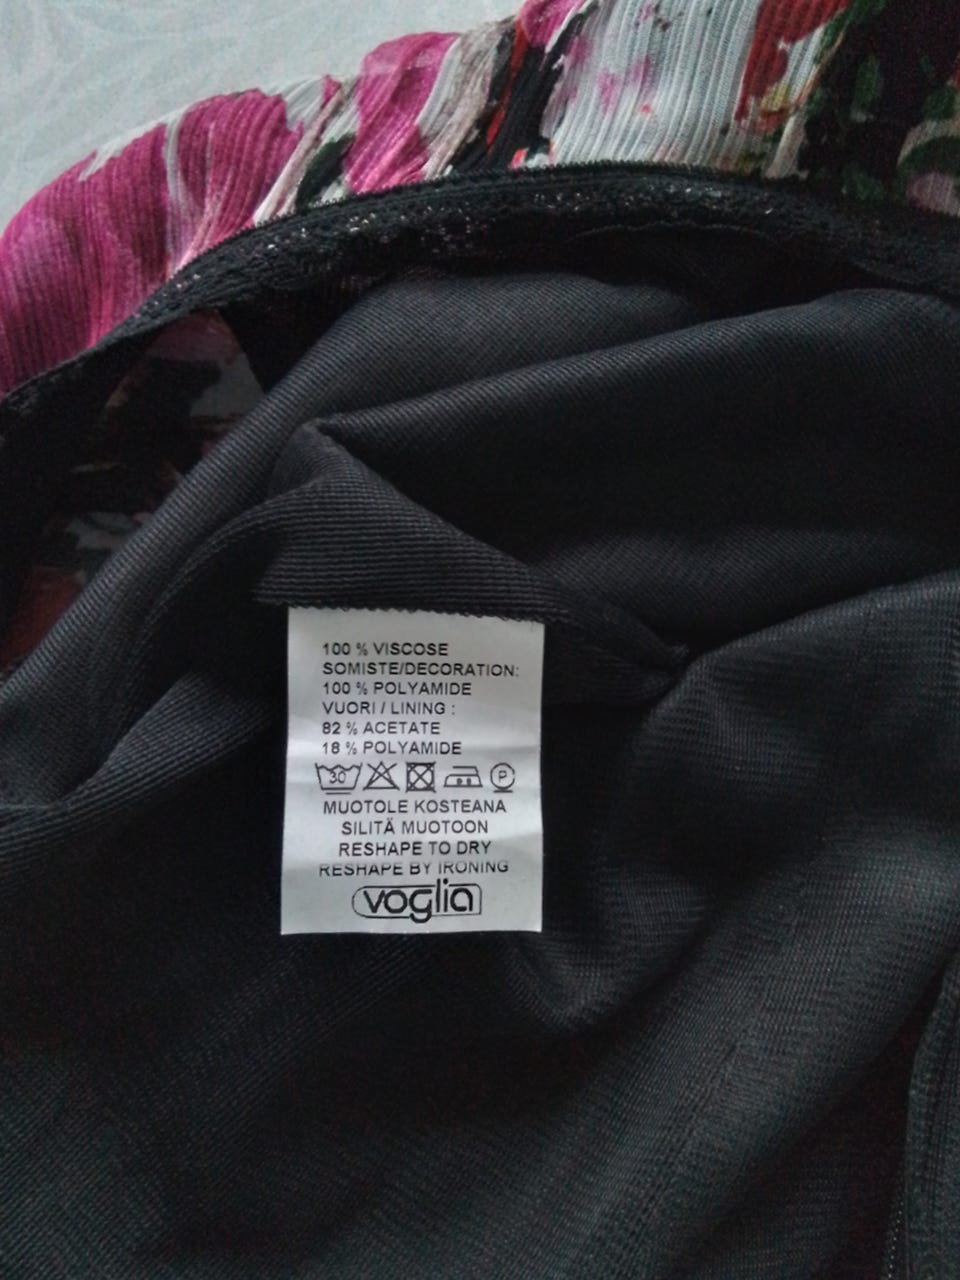 100 % VISCOSE
SOMISTE/DECORATION:
100 % POLYAMIDE
VUORI / LINING :
82 % ACETATE
18 % POLYAMIDE
30 P
MUOTOLE KOSTEANA
SILITÄ MUOTOON
RESHAPE TO DRY
RESHAPE BY IRONING
voglia